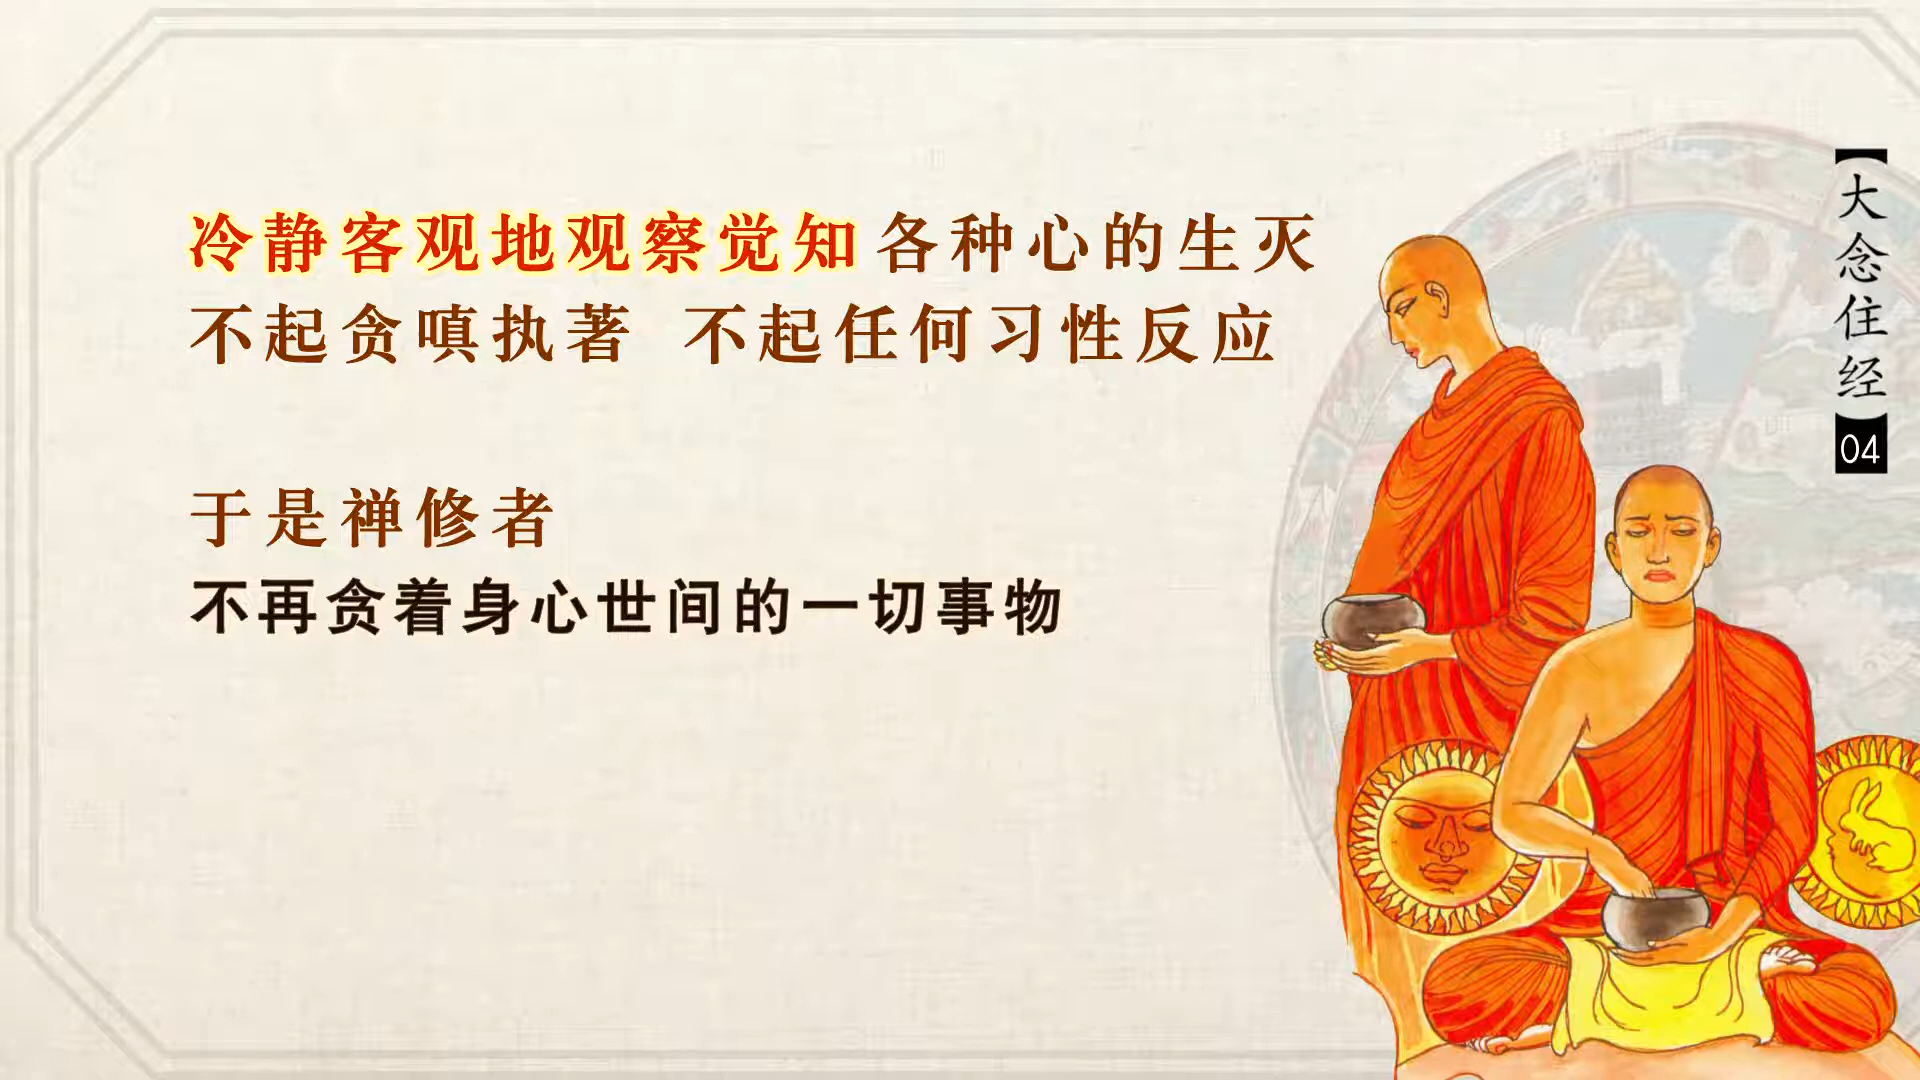 冷静客观地观察觉知 各种心的生灭
不起贪嗔执著 不起任何习性反应
于是禅修者
不再贪着身心世间的一切事物
【大念住经】
04